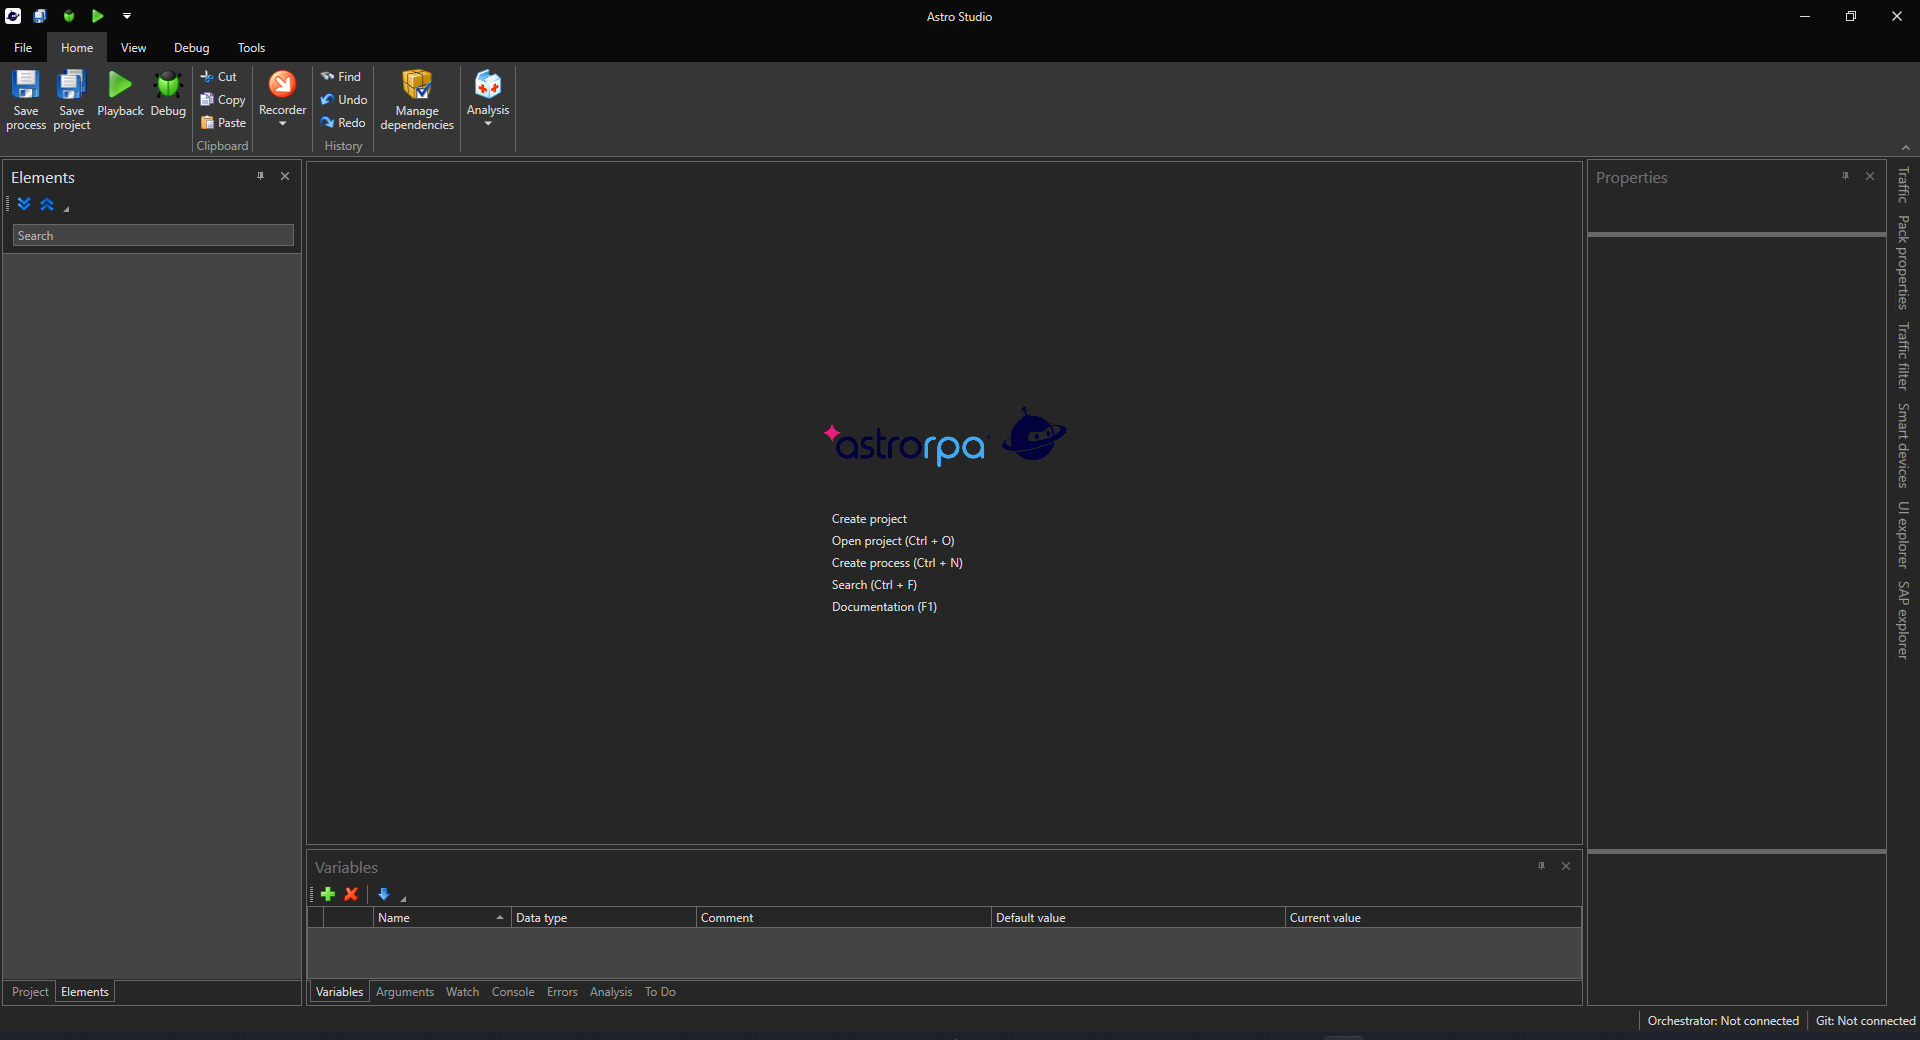 Astro Studio
File Home View Debug Tools
Save process
Save project
Playback
Debug
Cut
Copy
Paste
Clipboard
Recorder
Find
Undo
Redo
History
Manage dependencies
Analysis
Elements
Search
Project Elements
astrorpa
Create project
Open project (Ctrl + O)
Create process (Ctrl + N)
Search (Ctrl + F)
Documentation (F1)
Variables
Name Data type Comment Default value Current value
Variables Arguments Watch Console Errors Analysis To Do
Properties
Traffic
Pack properties
Traffic filter
Smart devices
UI explorer
SAP explorer
Orchestrator: Not connected Git: Not connected